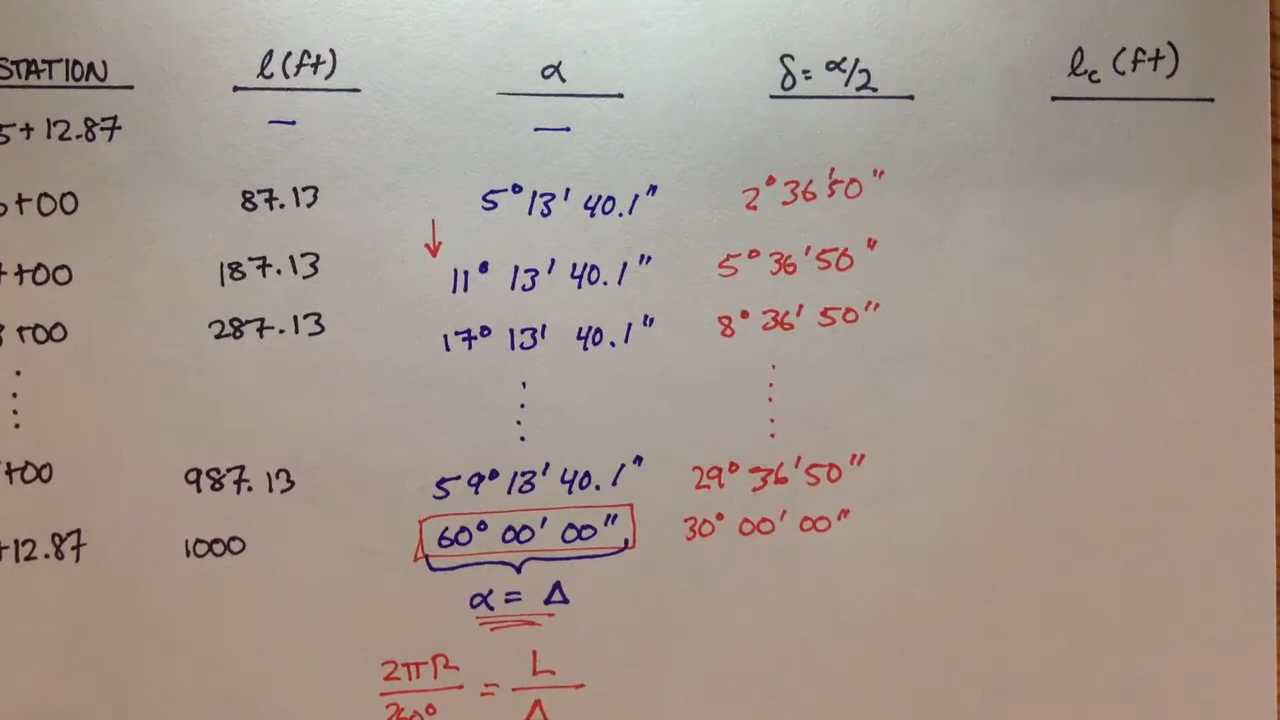 STATION l (ft) α δ = α/2 lc (ft)
5+12.87 — —
+00 87.13 5° 13' 40.1" 2° 36' 50"
+00 187.13 11° 13' 40.1" 5° 36' 50"
+00 287.13 17° 13' 40.1" 8° 36' 50"
+00 987.13 59° 13' 40.1" 29° 36' 50"
+12.87 1000 60° 00' 00" 30° 00' 00"
α = Δ
2πR / 360° = L / Δ